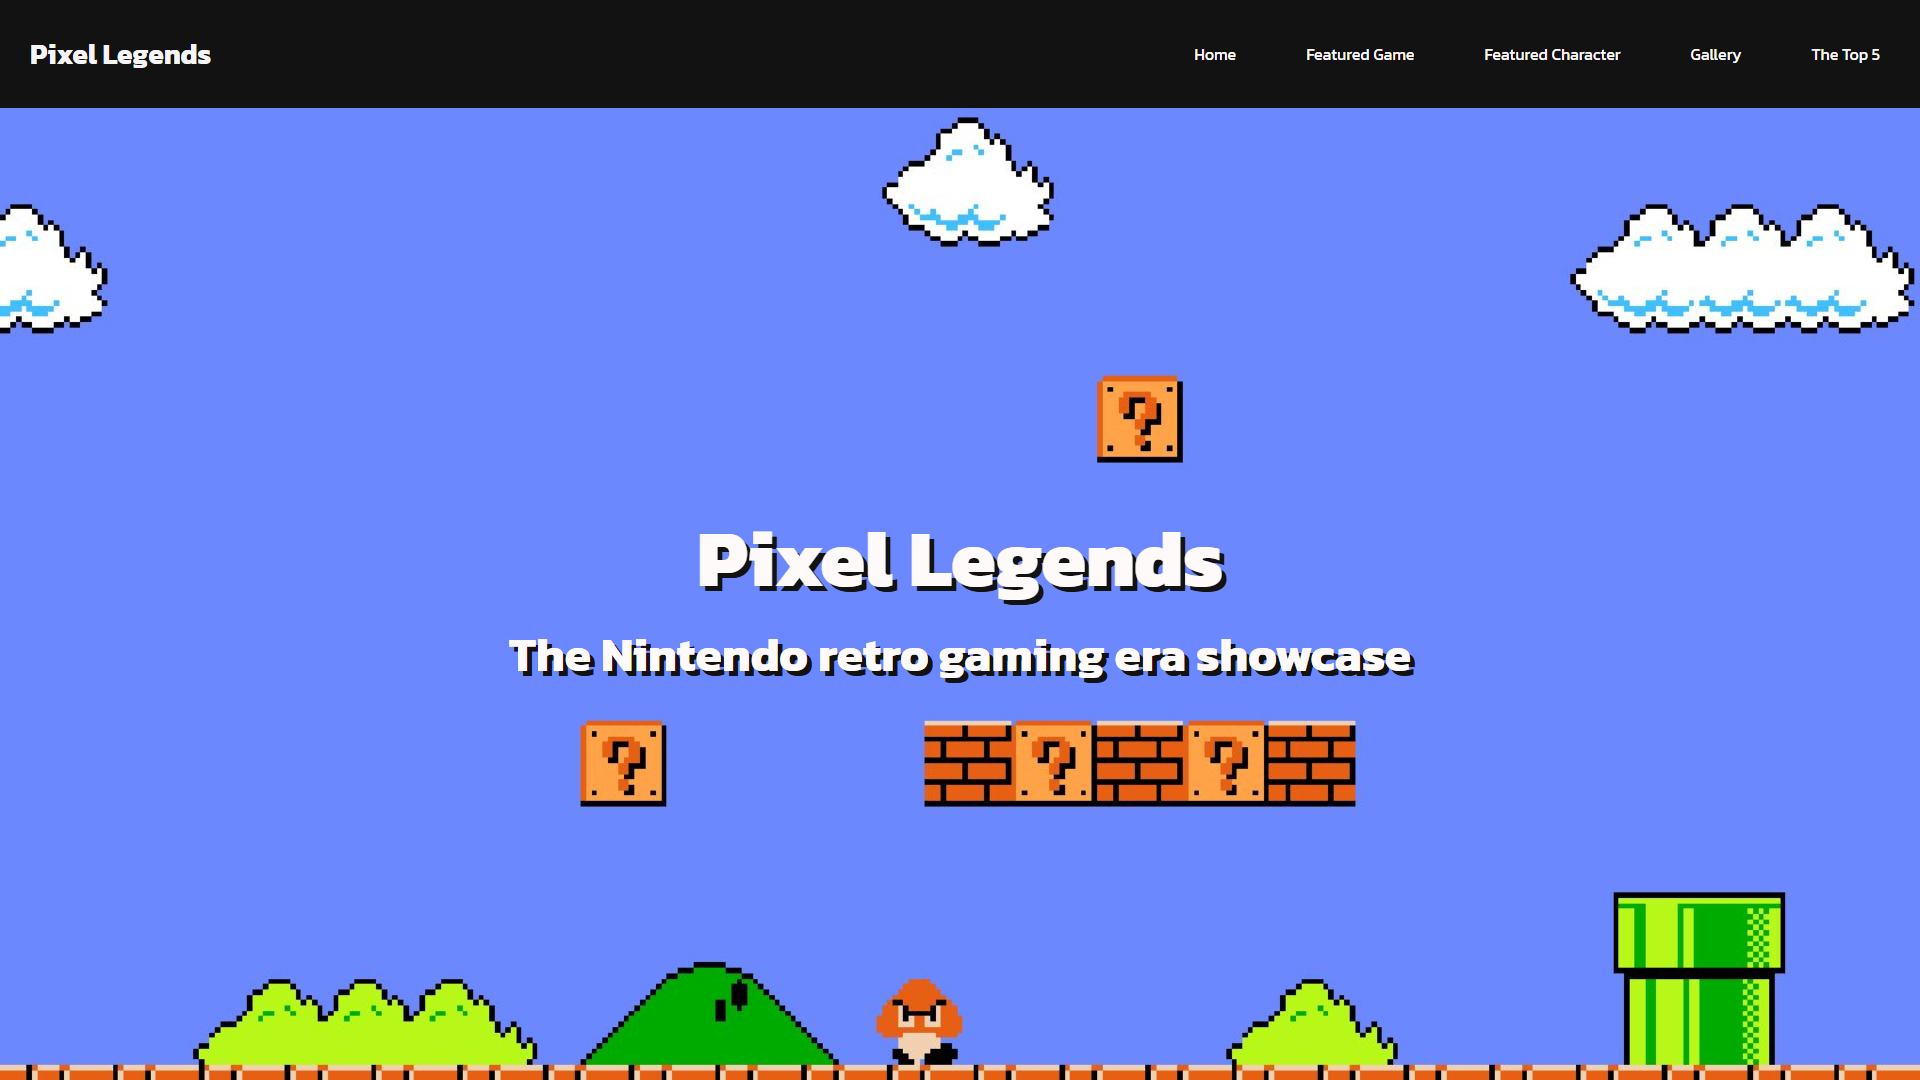 Pixel Legends
Home
Featured Game
Featured Character
Gallery
The Top 5
?
Pixel Legends
The Nintendo retro gaming era showcase
? ? ?